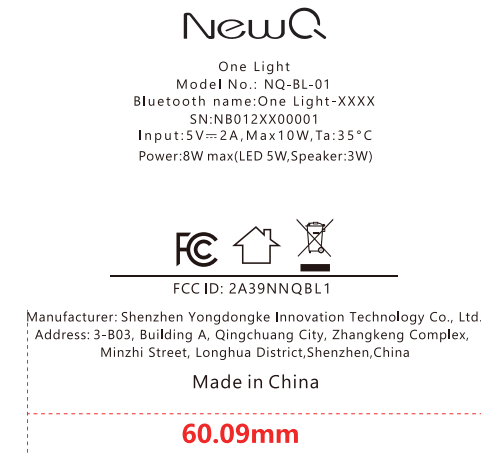 NewQ
One Light
Model No.: NQ-BL-01
Bluetooth name:One Light-XXXX
SN:NB012XX00001
Input:5V⎓2A,Max10W,Ta:35°C
Power:8W max(LED 5W,Speaker:3W)
FC
FCC ID: 2A39NNQBL1
Manufacturer: Shenzhen Yongdongke Innovation Technology Co., Ltd.
Address: 3-B03, Building A, Qingchuang City, Zhangkeng Complex,
Minzhi Street, Longhua District,Shenzhen,China
Made in China
60.09mm